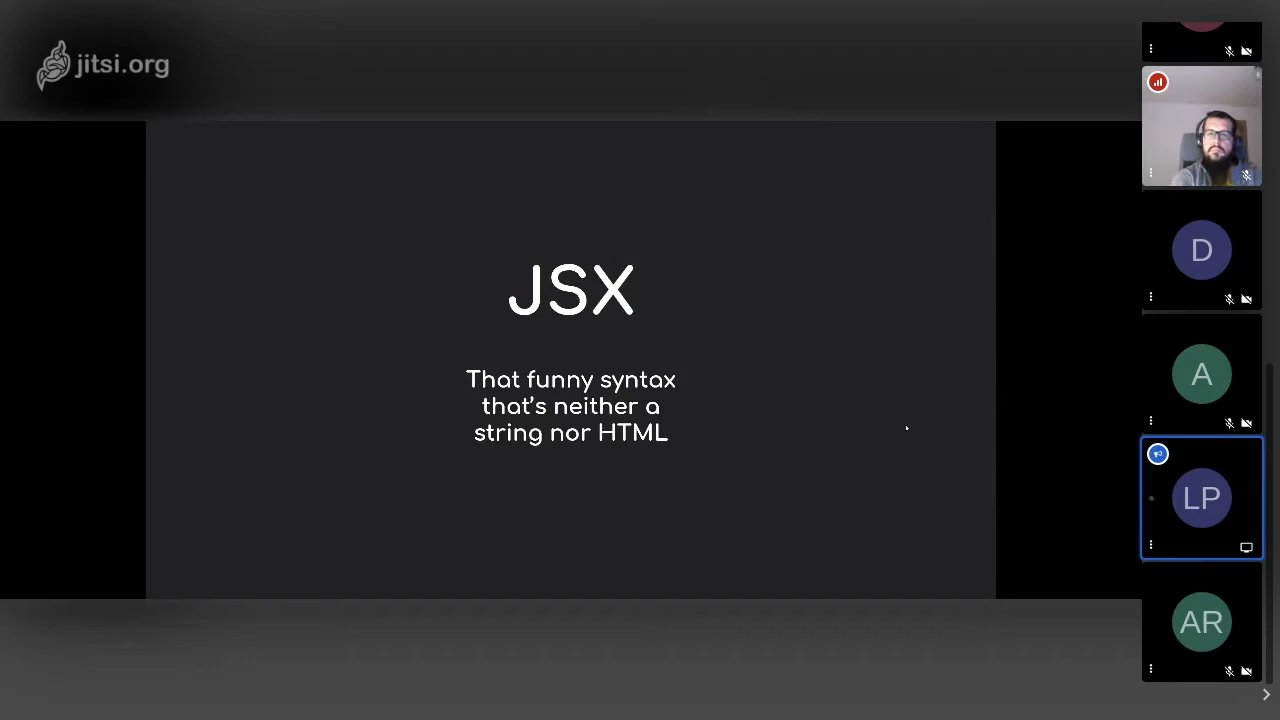 jitsi.org
JSX
That funny syntax
that's neither a
string nor HTML
D
A
LP
AR